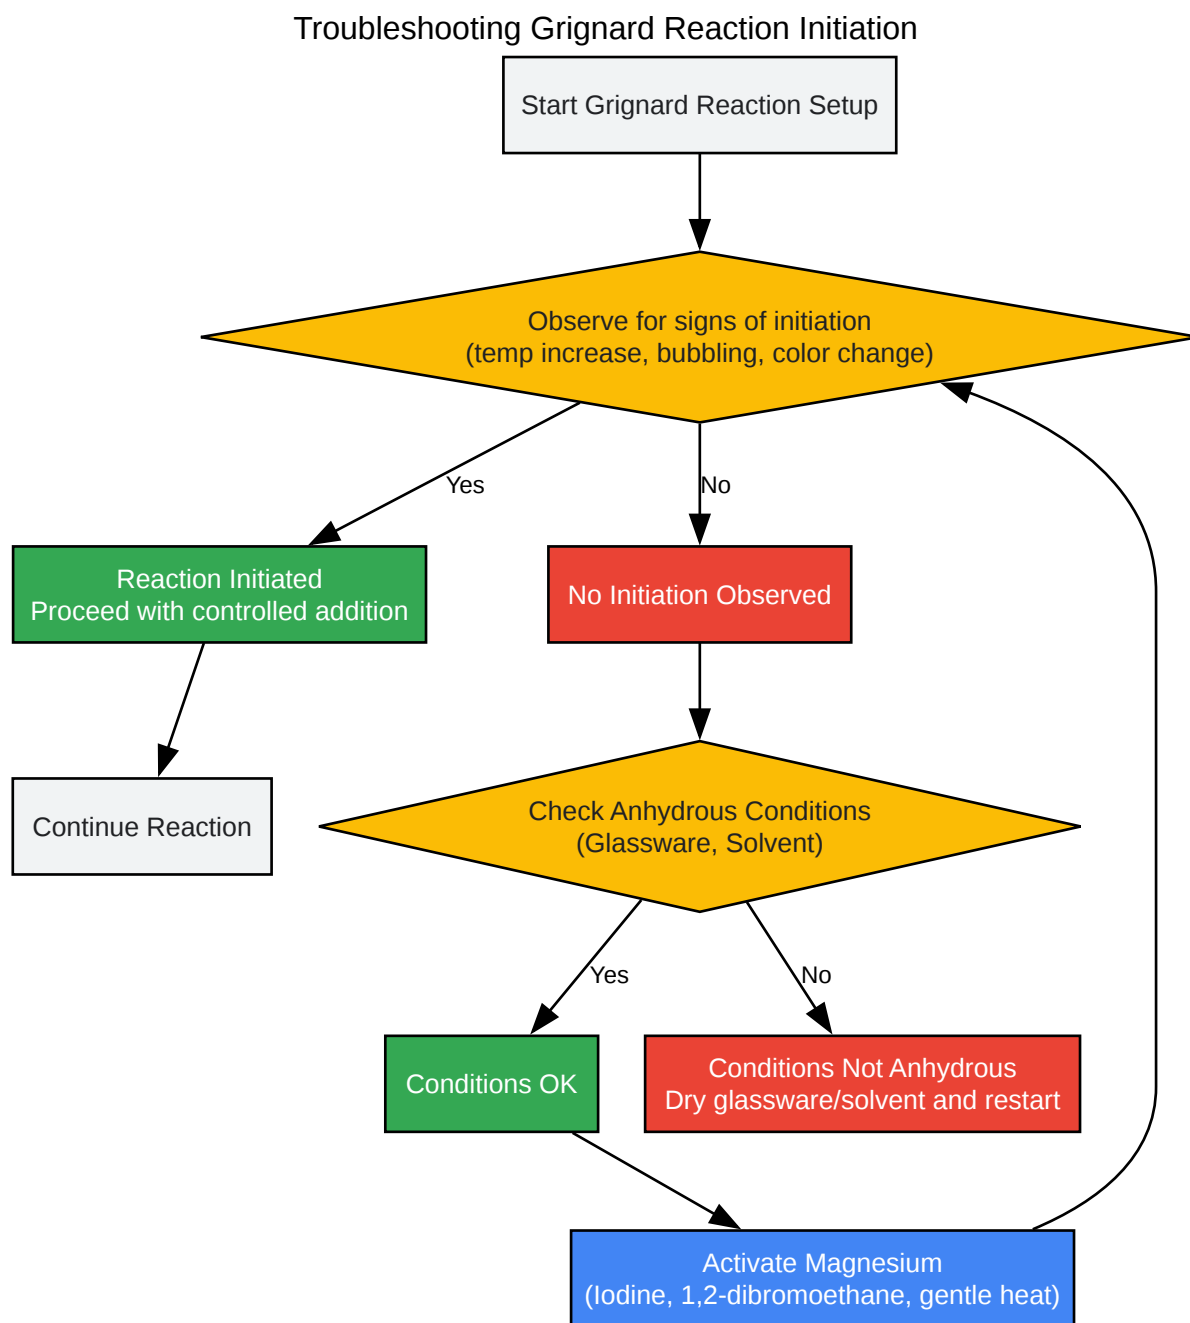 Troubleshooting Grignard Reaction Initiation
Start Grignard Reaction Setup
Observe for signs of initiation
(temp increase, bubbling, color change)
Yes
No
Reaction Initiated
Proceed with controlled addition
No Initiation Observed
Continue Reaction
Check Anhydrous Conditions
(Glassware, Solvent)
Yes
No
Conditions OK
Conditions Not Anhydrous
Dry glassware/solvent and restart
Activate Magnesium
(Iodine, 1,2-dibromoethane, gentle heat)